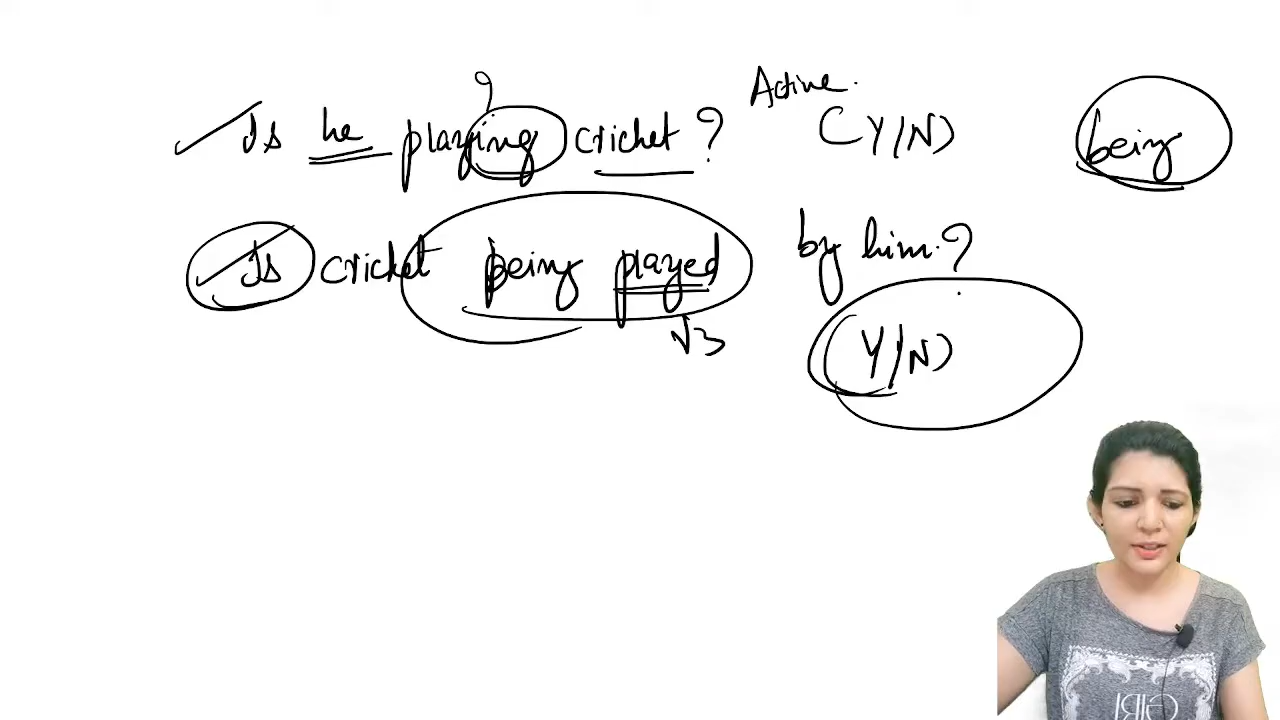 Active.
Is he playing cricket ? (Y/N) being
Is cricket being played by him. ?
V3
Y/N)